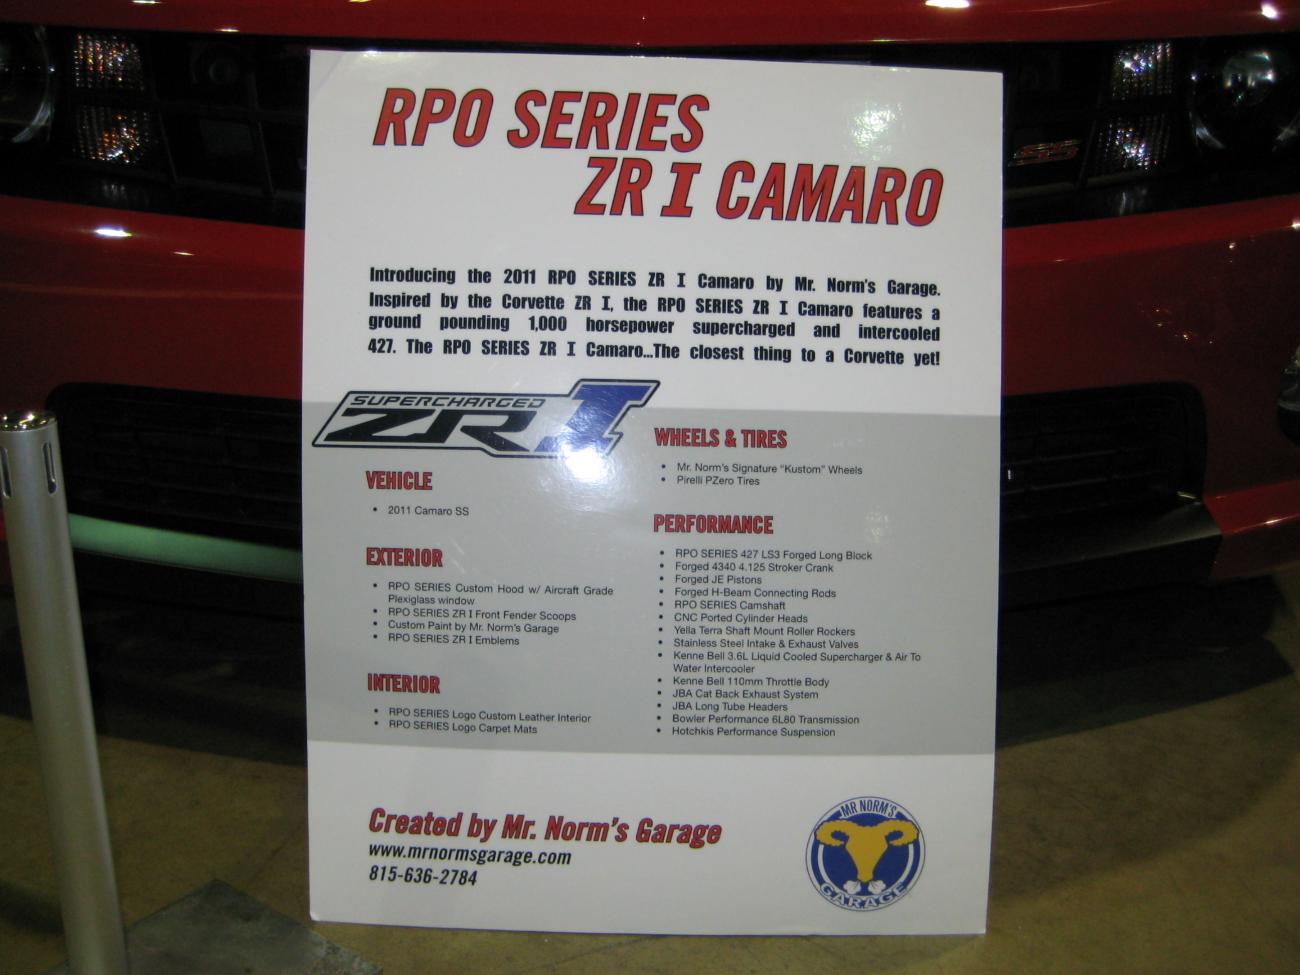 RPO SERIES
ZR I CAMARO
Introducing the 2011 RPO SERIES ZR I Camaro by Mr. Norm's Garage.
Inspired by the Corvette ZR I, the RPO SERIES ZR I Camaro features a
ground pounding 1,000 horsepower supercharged and intercooled
427. The RPO SERIES ZR I Camaro...The closest thing to a Corvette yet!
SUPERCHARGED
ZR I
VEHICLE
• 2011 Camaro SS
EXTERIOR
• RPO SERIES Custom Hood w/ Aircraft Grade
Plexiglass window
• RPO SERIES ZR I Front Fender Scoops
• Custom Paint by Mr. Norm's Garage
• RPO SERIES ZR I Emblems
INTERIOR
• RPO SERIES Logo Custom Leather Interior
• RPO SERIES Logo Carpet Mats
WHEELS & TIRES
• Mr. Norm's Signature "Kustom" Wheels
• Pirelli PZero Tires
PERFORMANCE
• RPO SERIES 427 LS3 Forged Long Block
• Forged 4340 4.125 Stroker Crank
• Forged JE Pistons
• Forged H-Beam Connecting Rods
• RPO SERIES Camshaft
• CNC Ported Cylinder Heads
• Yella Terra Shaft Mount Roller Rockers
• Stainless Steel Intake & Exhaust Valves
• Kenne Bell 3.6L Liquid Cooled Supercharger & Air To
Water Intercooler
• Kenne Bell 110mm Throttle Body
• JBA Cat Back Exhaust System
• JBA Long Tube Headers
• Bowler Performance 6L80 Transmission
• Hotchkis Performance Suspension
Created by Mr. Norm's Garage
www.mrnormsgarage.com
815-636-2784
MR NORM'S
GARAGE
SS